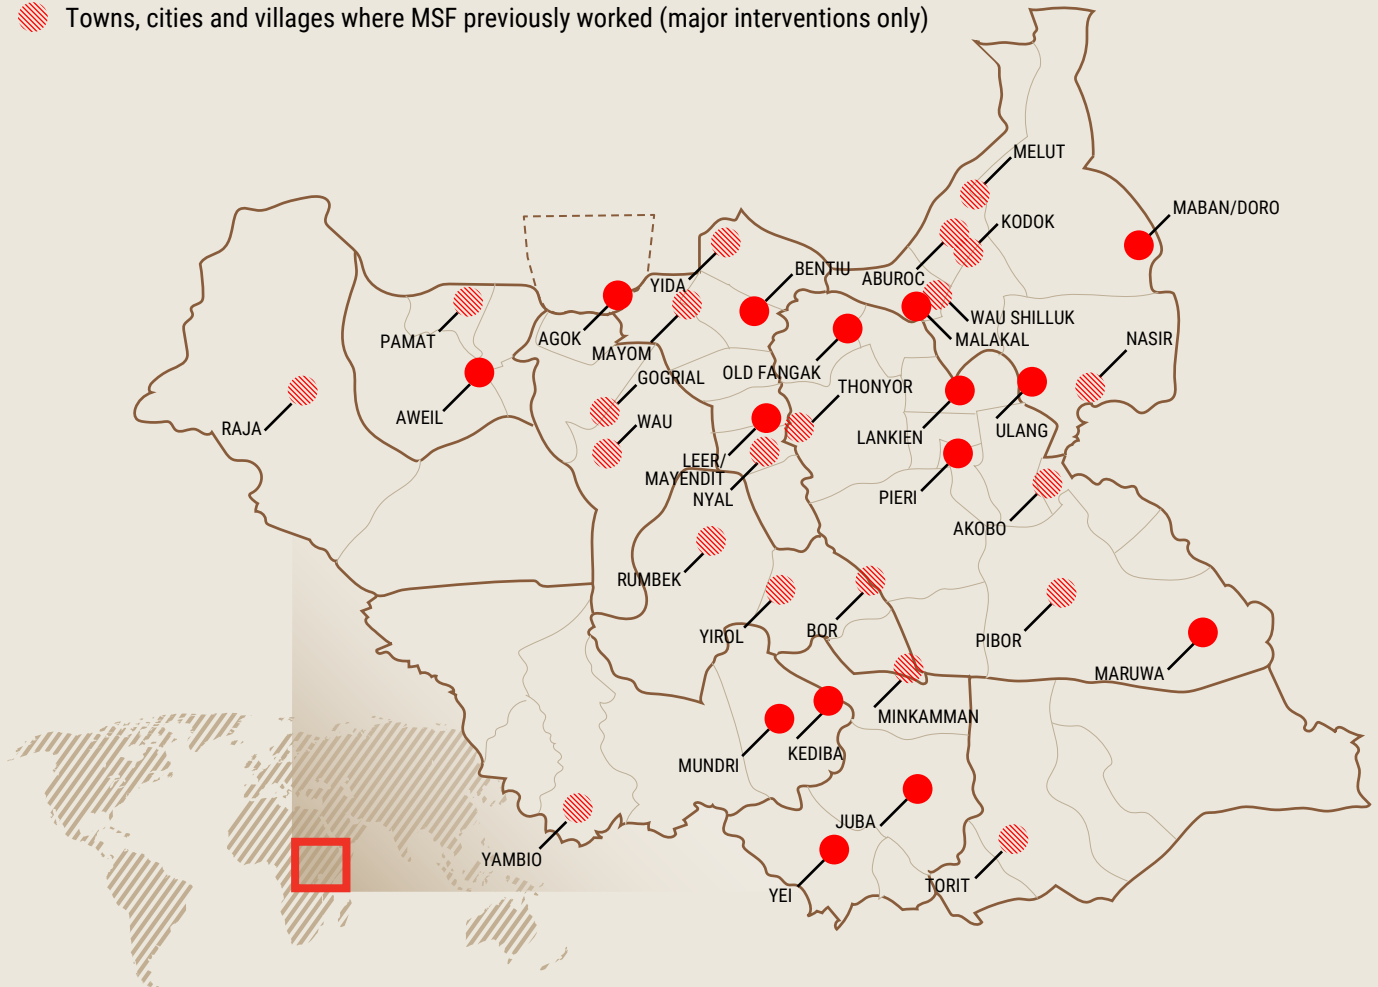 Towns, cities and villages where MSF previously worked (major interventions only)
MELUT
MABAN/DORO
KODOK
BENTIU
ABUROC
YIDA
WAU SHILLUK
PAMAT
AGOK
MALAKAL
NASIR
MAYOM
OLD FANGAK
GOGRIAL
THONYOR
AWEIL
WAU
RAJA
LANKIEN
ULANG
LEER/
MAYENDIT
NYAL
PIERI
AKOBO
RUMBEK
YIROL
BOR
PIBOR
MARUWA
MINKAMMAN
KEDIBA
MUNDRI
JUBA
YAMBIO
TORIT
YEI